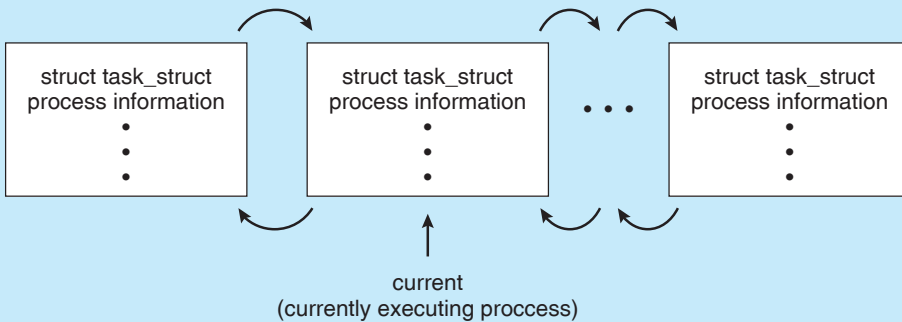 struct task_struct
process information
•
•
•
struct task_struct
process information
•
•
•
• • •
struct task_struct
process information
•
•
•
current
(currently executing proccess)